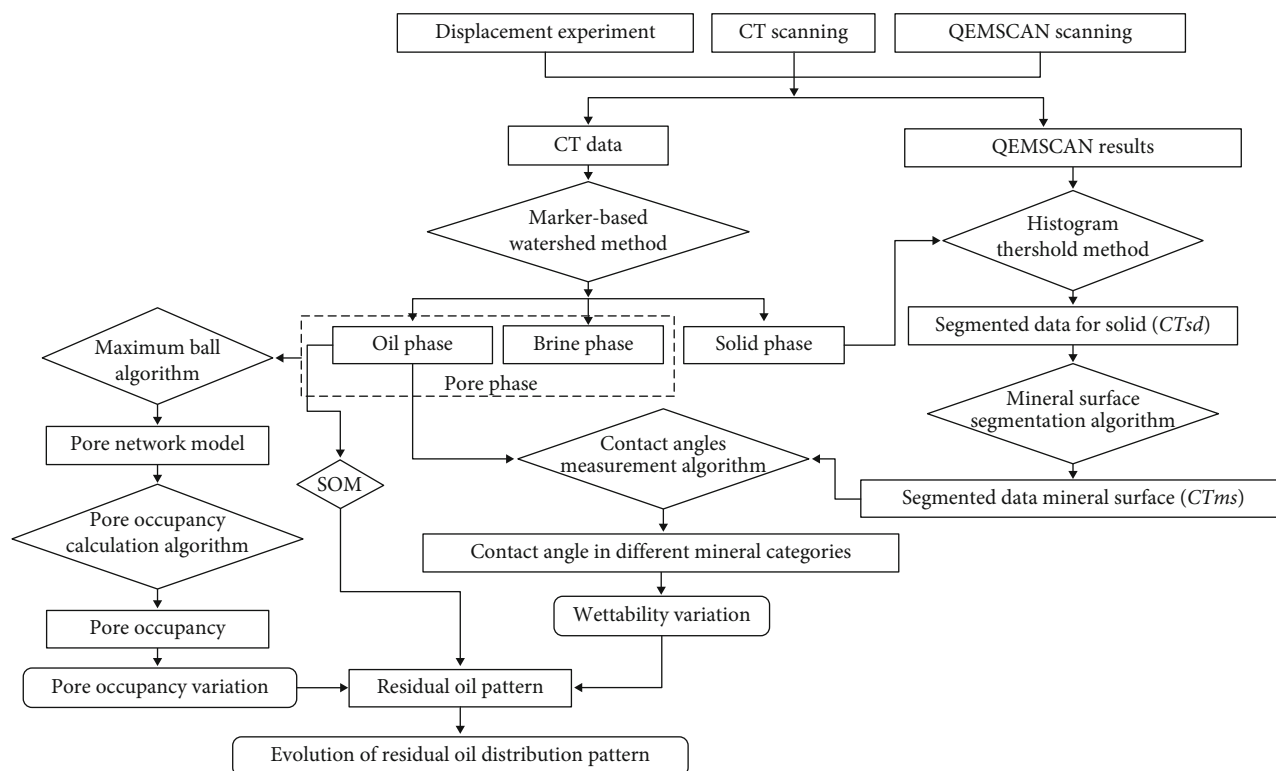 Displacement experiment
CT scanning
QEMSCAN scanning
CT data
QEMSCAN results
Marker-based
watershed method
Histogram
thershold method
Oil phase
Brine phase
Solid phase
Pore phase
Segmented data for solid (CTsd)
Maximum ball
algorithm
Mineral surface
segmentation algorithm
Pore network model
SOM
Contact angles
measurement algorithm
Segmented data mineral surface (CTms)
Pore occupancy
calculation algorithm
Contact angle in different mineral categories
Pore occupancy
Wettability variation
Pore occupancy variation
Residual oil pattern
Evolution of residual oil distribution pattern